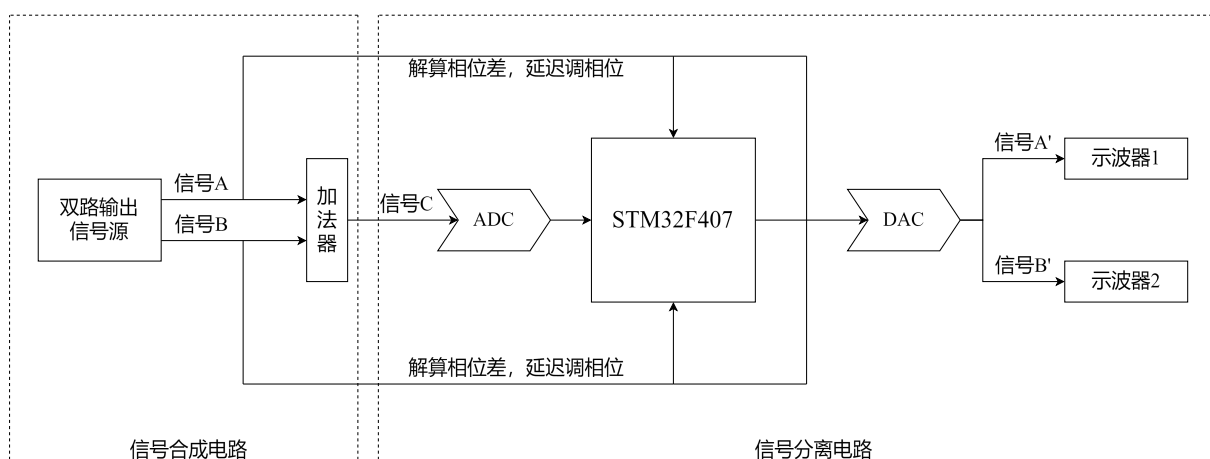 解算相位差，延迟调相位
双路输出
信号源
信号A
信号B
加
法
器
信号C
ADC
STM32F407
DAC
信号A'
信号B'
示波器1
示波器2
解算相位差，延迟调相位
信号合成电路
信号分离电路